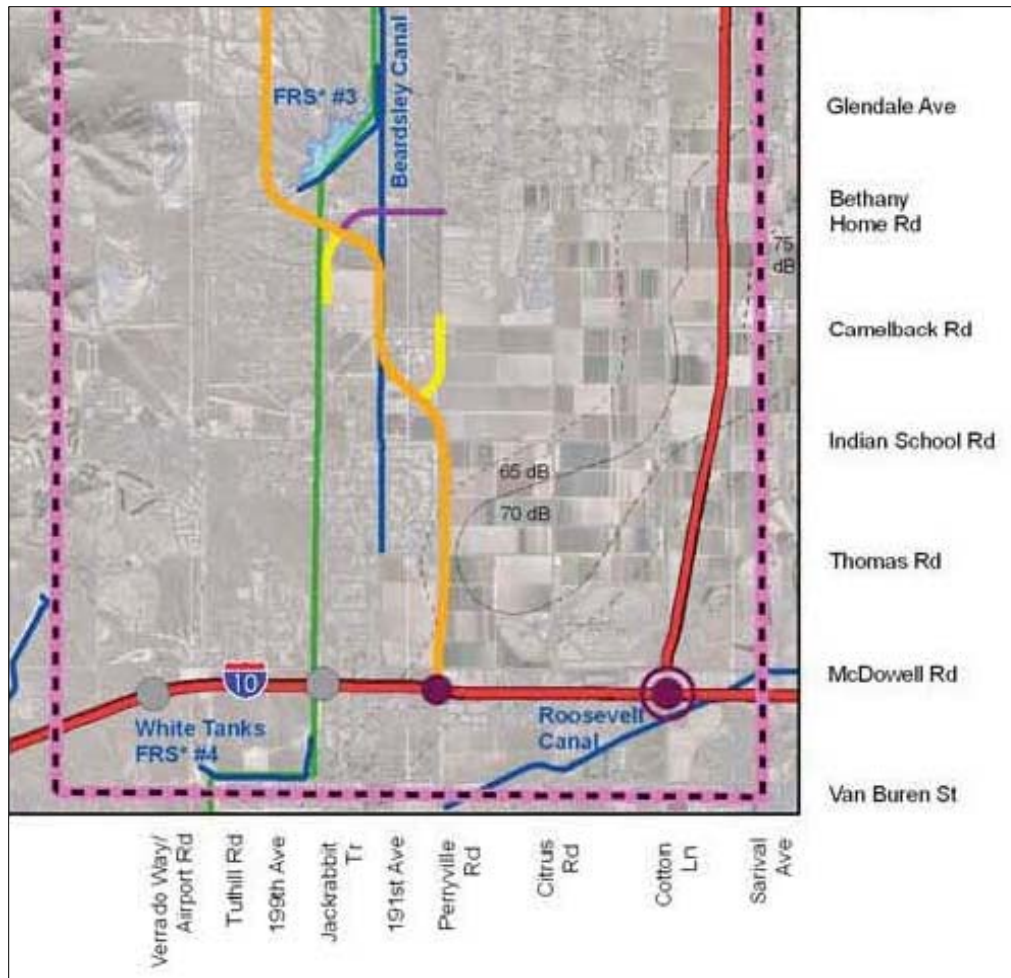 FRS* #3
Beardsley Canal
75
dB
65 dB
70 dB
10
White Tanks
FRS* #4
Roosevelt
Canal
Glendale Ave
Bethany
Home Rd
Camelback Rd
Indian School Rd
Thomas Rd
McDowell Rd
Van Buren St
Verrado Way/
Airport Rd
Tuthill Rd
199th Ave
Jackrabbit
Tr
191st Ave
Perryville
Rd
Citrus
Rd
Cotton
Ln
Sarival
Ave